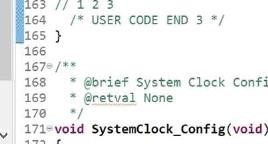 163 // 1 2 3
164 /* USER CODE END 3 */
165 }
166
167 /**
168 * @brief System Clock Confi
169 * @retval None
170 */
171 void SystemClock_Config(void)
172 {